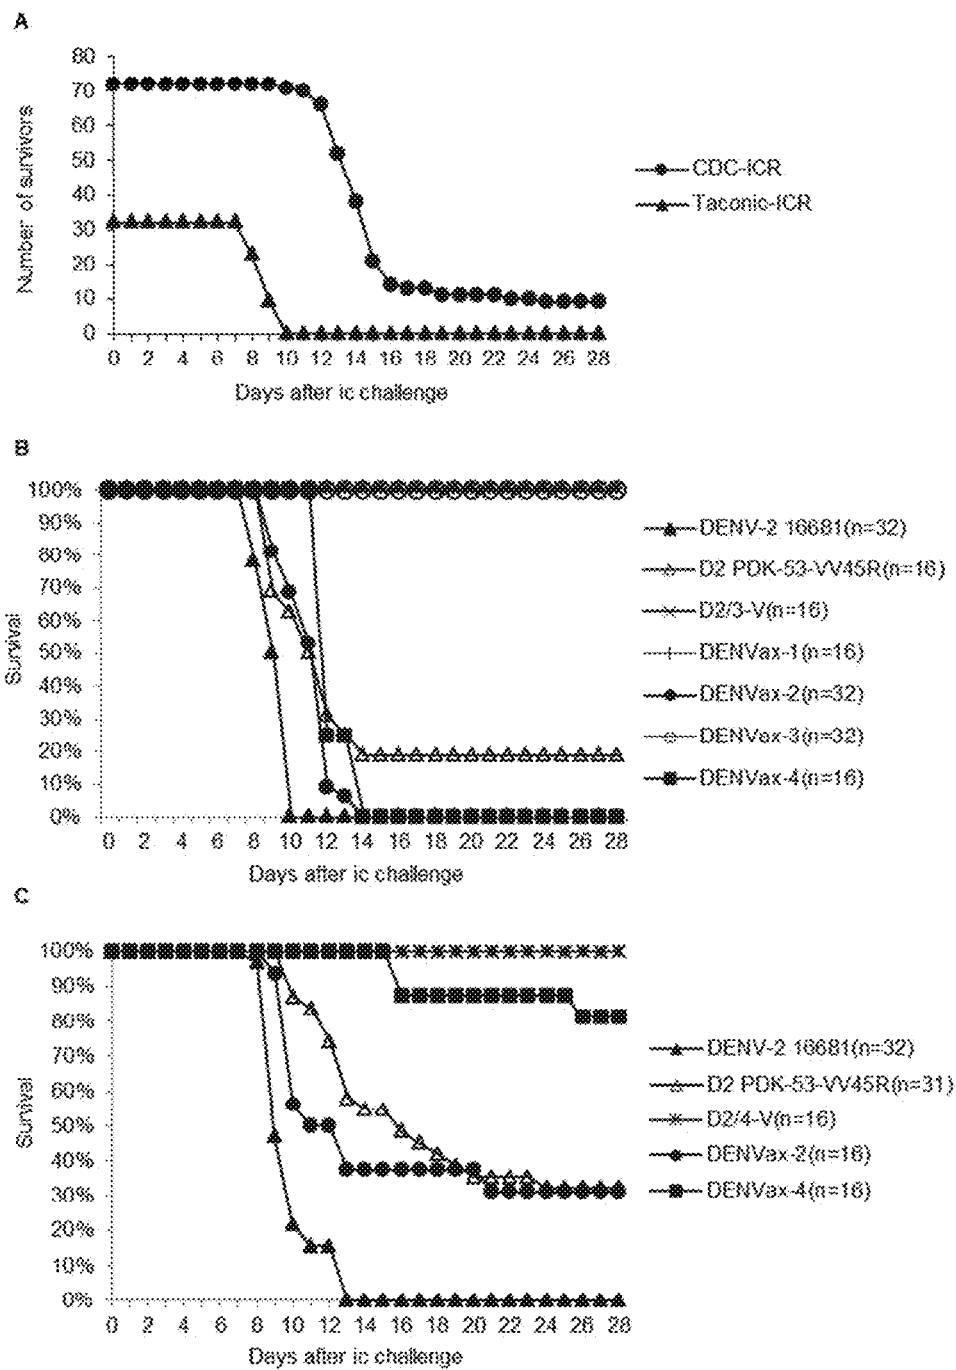 A
80
70
60
50
40
30
20
10
0
Number of survivors
0 2 4 6 8 10 12 14 16 18 20 22 24 26 28
Days after ic challenge
CDC-ICR
Taconic-ICR
B
100%
90%
80%
70%
60%
50%
40%
30%
20%
10%
0%
Survival
0 2 4 6 8 10 12 14 16 18 20 22 24 26 28
Days after ic challenge
DENV-2 16681(n=32)
D2 PDK-53-VV45R(n=16)
D2/3-V(n=16)
DENVax-1(n=16)
DENVax-2(n=32)
DENVax-3(n=32)
DENVax-4(n=16)
C
100%
90%
80%
70%
60%
50%
40%
30%
20%
10%
0%
Survival
0 2 4 6 8 10 12 14 16 18 20 22 24 26 28
Days after ic challenge
DENV-2 16681(n=32)
D2 PDK-53-VV45R(n=31)
D2/4-V(n=16)
DENVax-2(n=16)
DENVax-4(n=16)